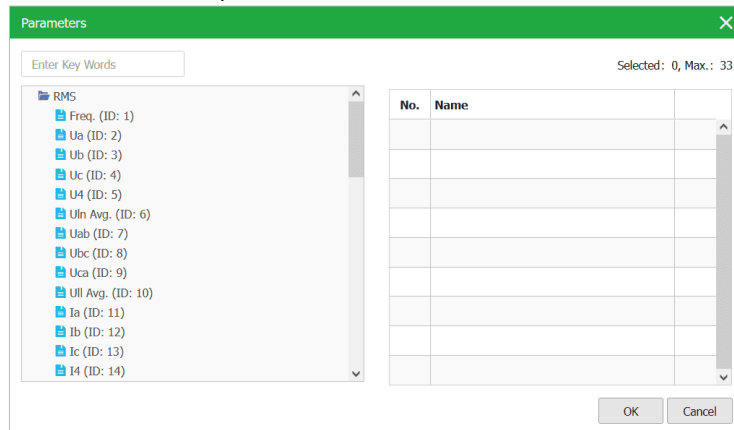 Parameters
Enter Key Words
Selected: 0, Max.: 33
RMS
Freq. (ID: 1)
Ua (ID: 2)
Ub (ID: 3)
Uc (ID: 4)
U4 (ID: 5)
Uln Avg. (ID: 6)
Uab (ID: 7)
Ubc (ID: 8)
Uca (ID: 9)
Ull Avg. (ID: 10)
Ia (ID: 11)
Ib (ID: 12)
Ic (ID: 13)
I4 (ID: 14)
No. Name
OK Cancel